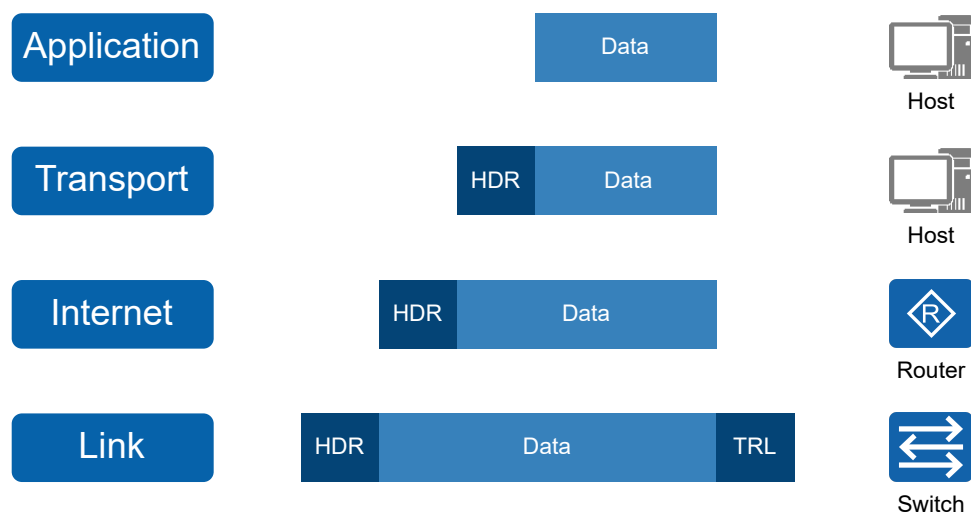 Application
Data
Host
Transport
HDR
Data
Host
Internet
HDR
Data
R
Router
Link
HDR
Data
TRL
Switch